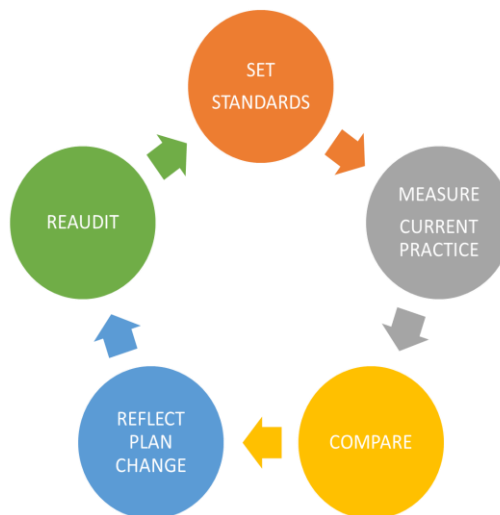 SET
STANDARDS
MEASURE
CURRENT
PRACTICE
COMPARE
REFLECT
PLAN
CHANGE
REAUDIT